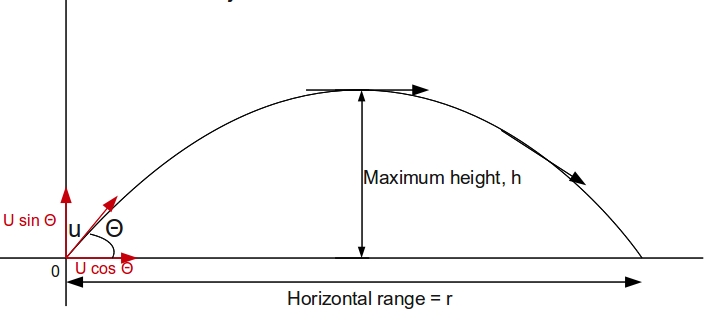 Maximum height, h
U sin Θ
u
Θ
0
U cos Θ
Horizontal range = r